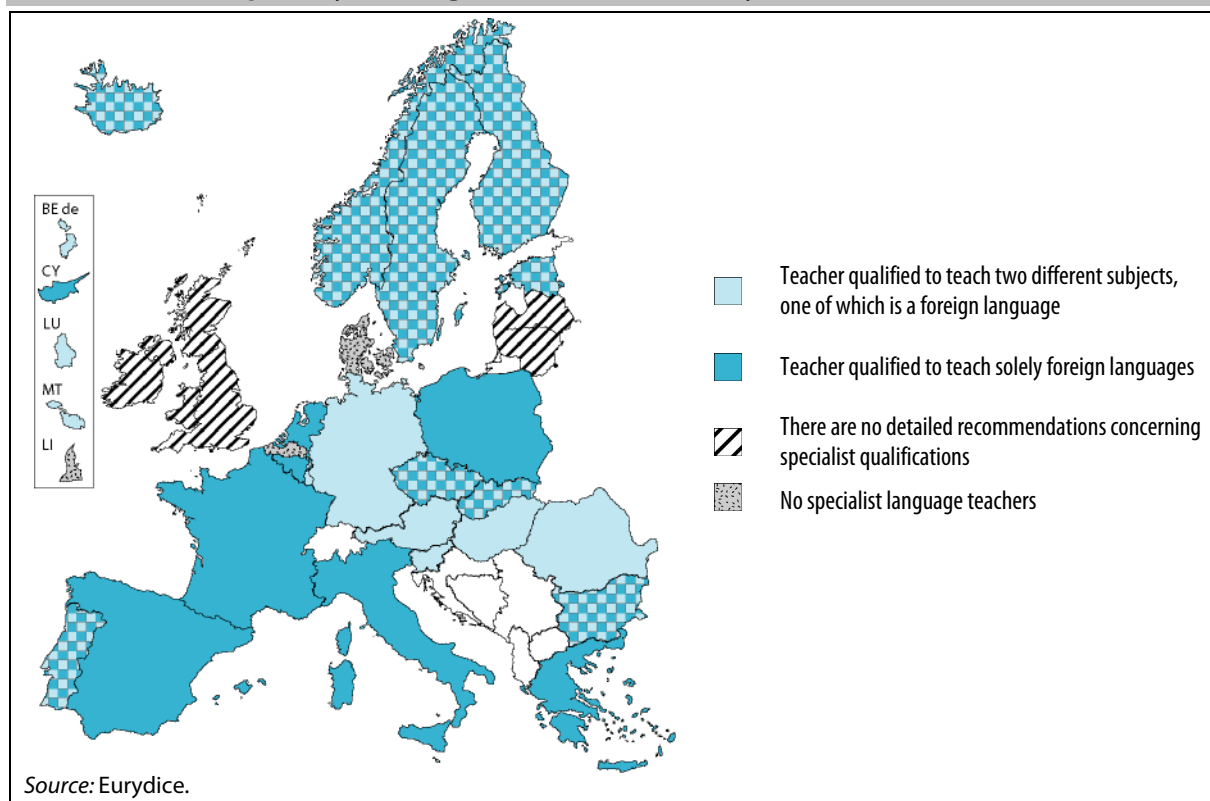 BE de
CY
LU
MT
LI
Teacher qualified to teach two different subjects,
one of which is a foreign language
Teacher qualified to teach solely foreign languages
There are no detailed recommendations concerning
specialist qualifications
No specialist language teachers
Source: Eurydice.